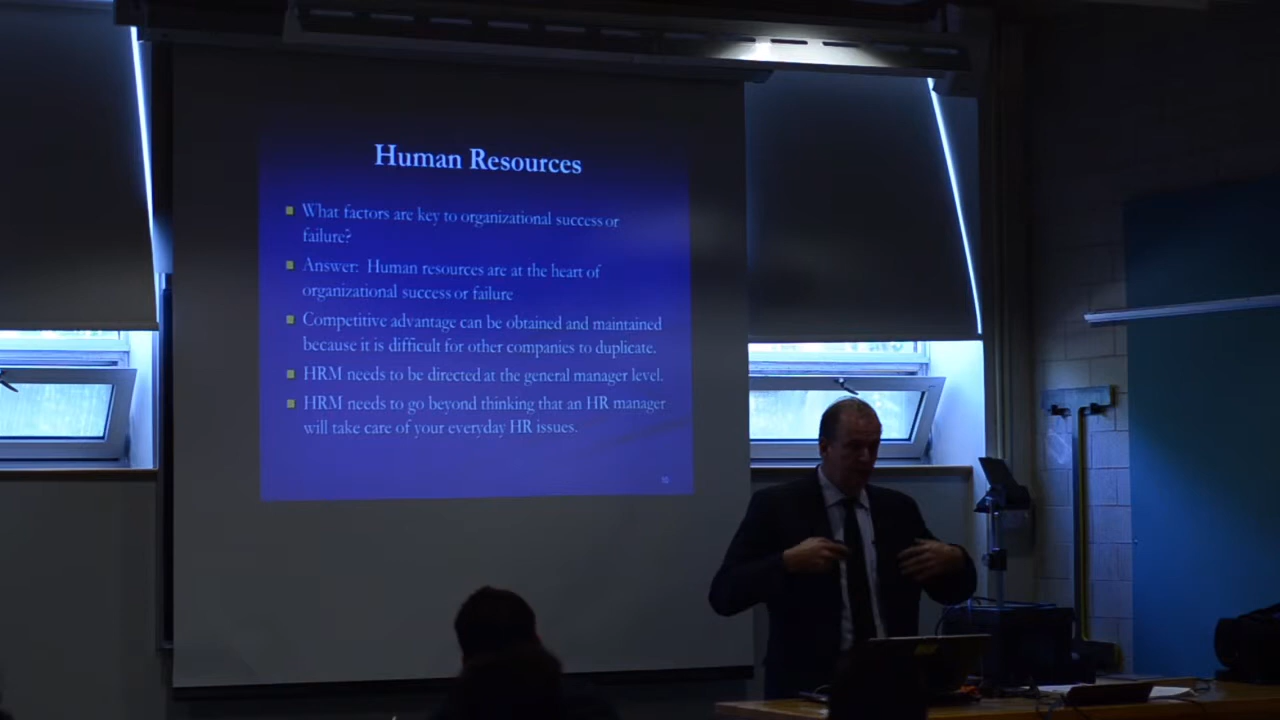 Human Resources
What factors are key to organizational success or
failure?
Answer: Human resources are at the heart of
organizational success or failure
Competitive advantage can be obtained and maintained
because it is difficult for other companies to duplicate.
HRM needs to be directed at the general manager level.
HRM needs to go beyond thinking that an HR manager
will take care of your everyday HR issues.